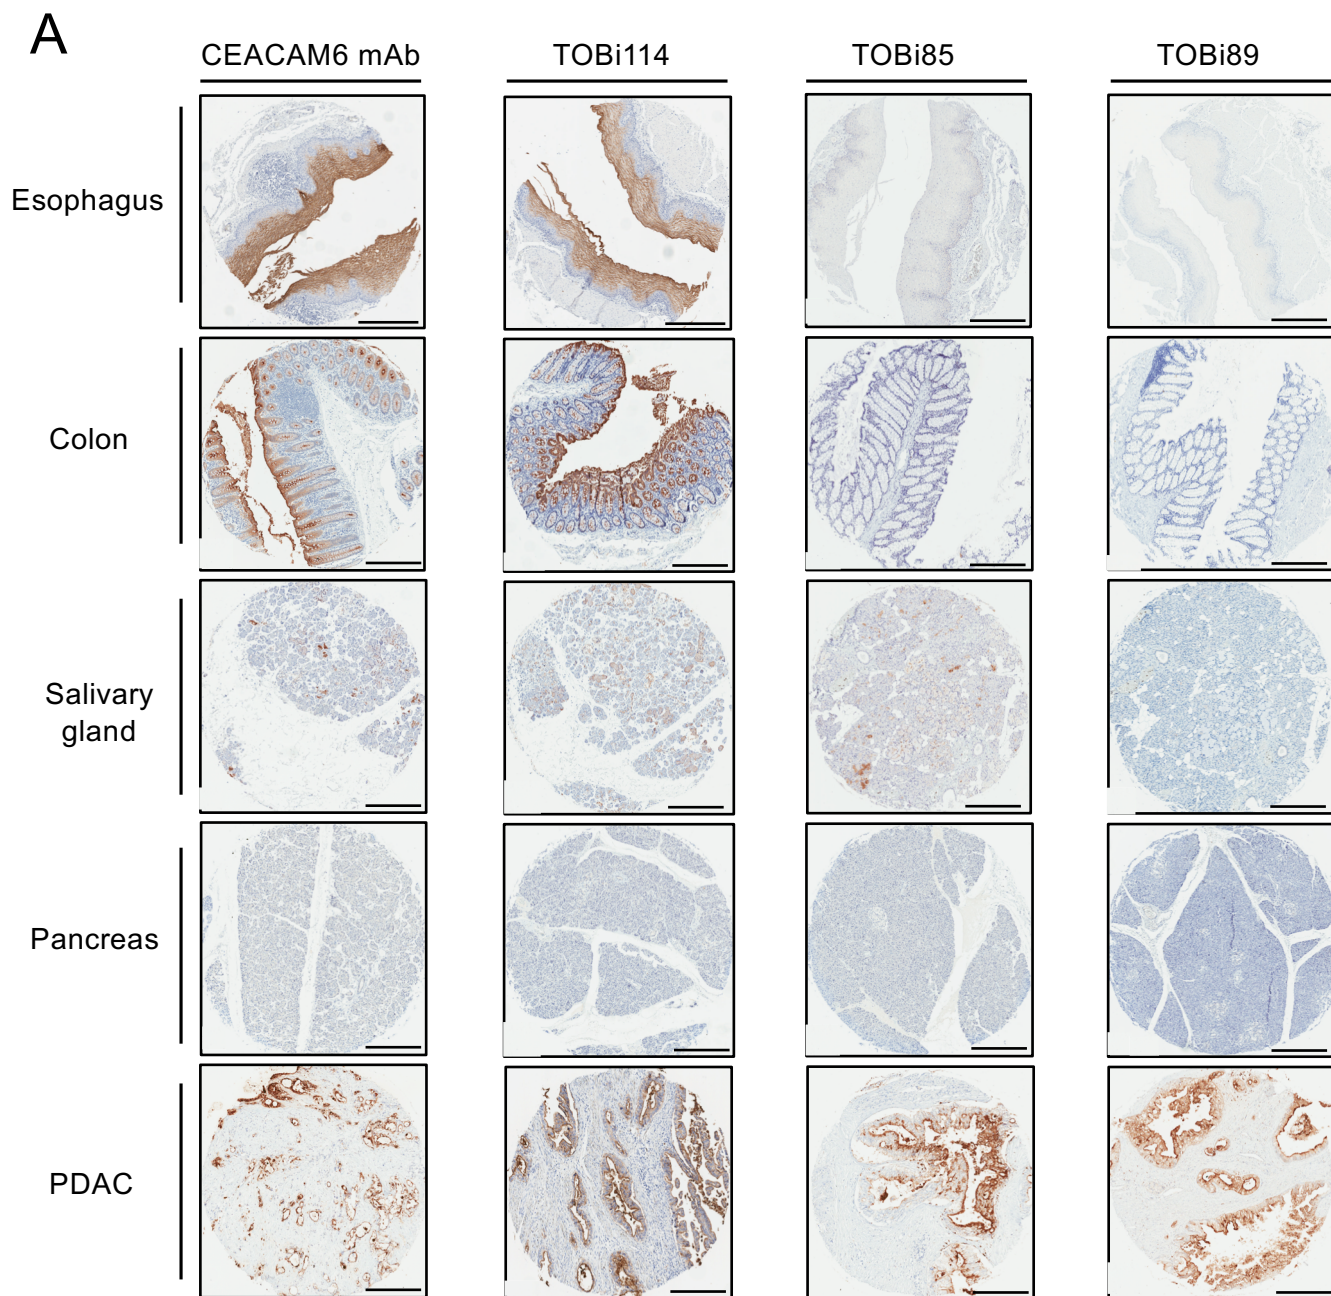 A
CEACAM6 mAb
TOBi114
TOBi85
TOBi89
Esophagus
Colon
Salivary
gland
Pancreas
PDAC